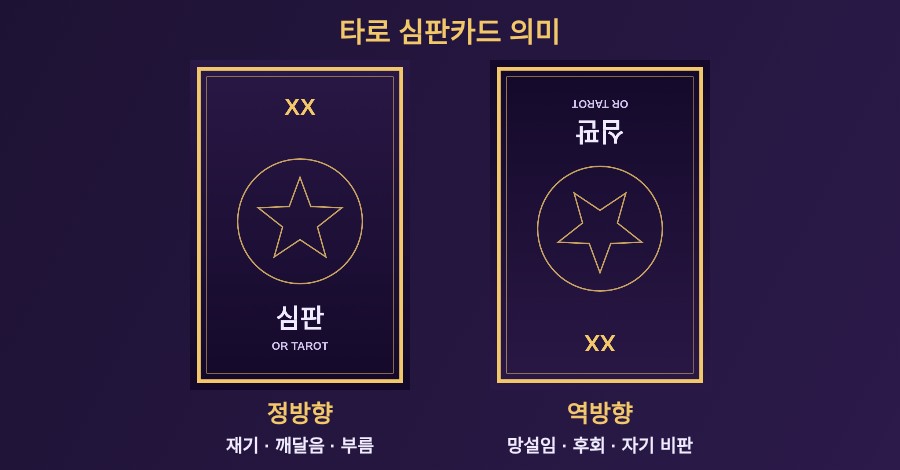 타로 심판카드 의미
XX
심판
OR TAROT
OR TAROT
심판
XX
정방향
재기 · 깨달음 · 부름
역방향
망설임 · 후회 · 자기 비판